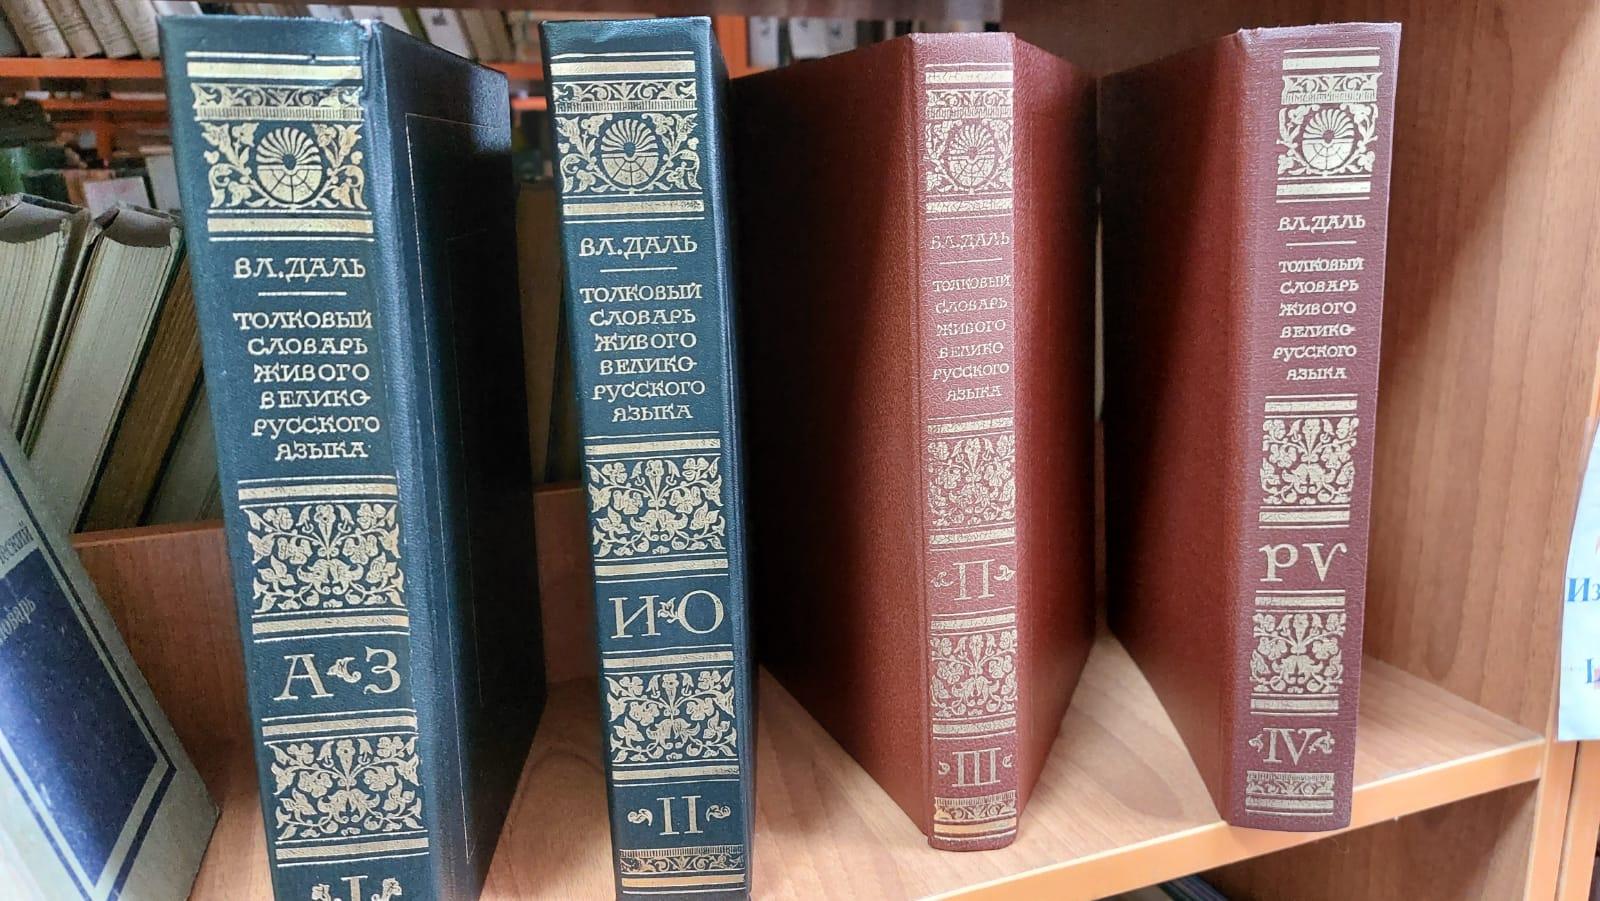 ВЛ.ДАЛЬ
ТОЛКОВЫЙ
СЛОВАРЬ
ЖИВОГО
ВЕЛИКО-
РУССКОГО
ЯЗЫКА
А-З
I
ВЛ.ДАЛЬ
ТОЛКОВЫЙ
СЛОВАРЬ
ЖИВОГО
ВЕЛИКО-
РУССКОГО
ЯЗЫКА
И-О
II
ВЛ.ДАЛЬ
ТОЛКОВЫЙ
СЛОВАРЬ
ЖИВОГО
ВЕЛИКО
РУССКОГО
ЯЗЫКА
П
III
ВЛ.ДАЛЬ
ТОЛКОВЫЙ
СЛОВАРЬ
ЖИВОГО
ВЕЛИКО-
РУССКОГО
ЯЗЫКА
РѴ
IV